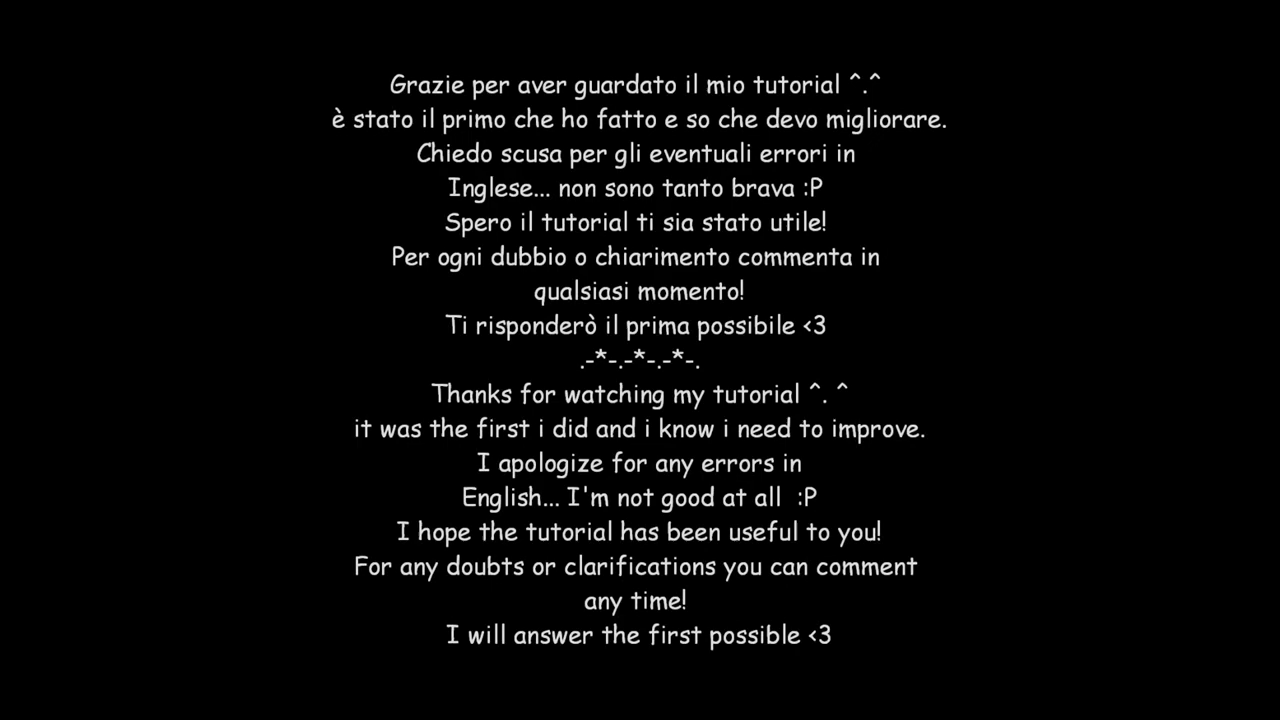 Grazie per aver guardato il mio tutorial ^.^
è stato il primo che ho fatto e so che devo migliorare.
Chiedo scusa per gli eventuali errori in
Inglese... non sono tanto brava :P
Spero il tutorial ti sia stato utile!
Per ogni dubbio o chiarimento commenta in
qualsiasi momento!
Ti risponderò il prima possibile <3
.-*-.-*-.-*-.
Thanks for watching my tutorial ^. ^
it was the first i did and i know i need to improve.
I apologize for any errors in
English... I'm not good at all  :P
I hope the tutorial has been useful to you!
For any doubts or clarifications you can comment
any time!
I will answer the first possible <3